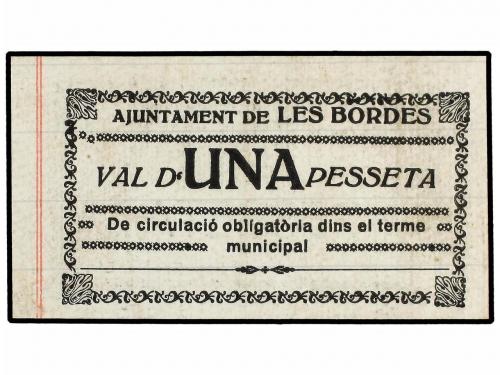 AJUNTAMENT DE LES BORDES
VAL D'UNA PESSETA
De circulació obligatòria dins el terme
municipal